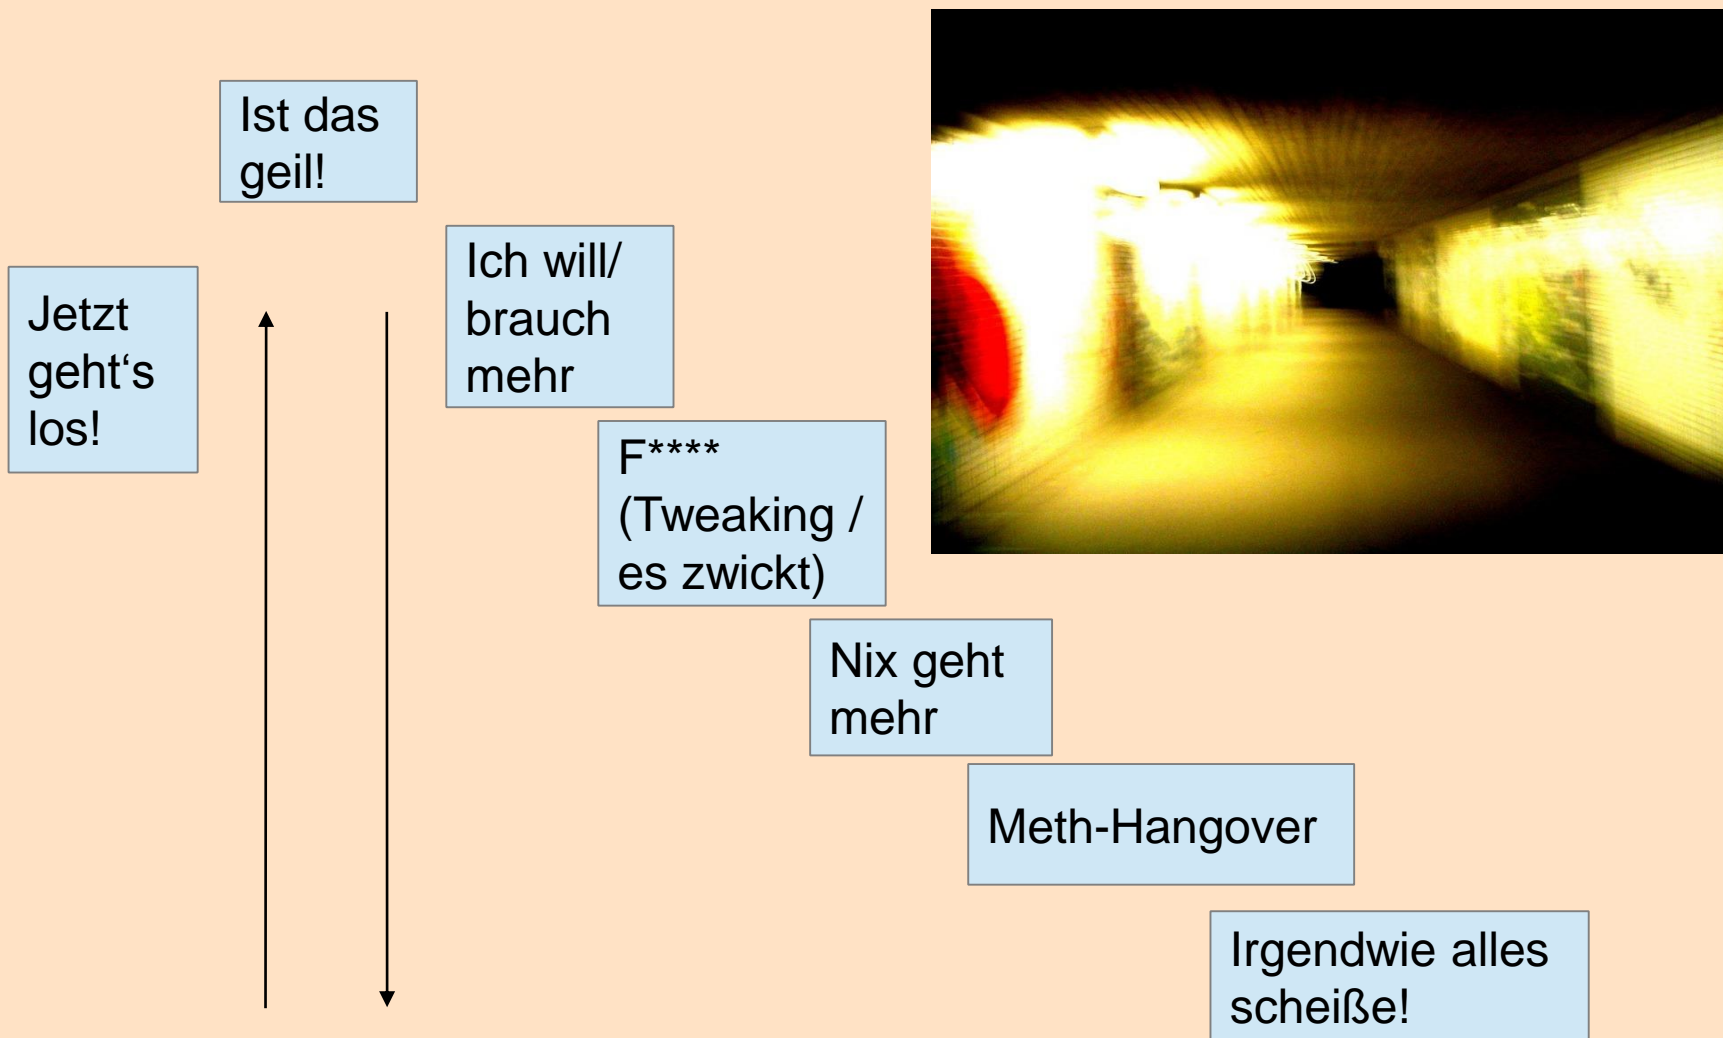 Ist das
geil!
Jetzt
geht‘s
los!
Ich will/
brauch
mehr
F****
(Tweaking /
es zwickt)
Nix geht
mehr
Meth-Hangover
Irgendwie alles
scheiße!